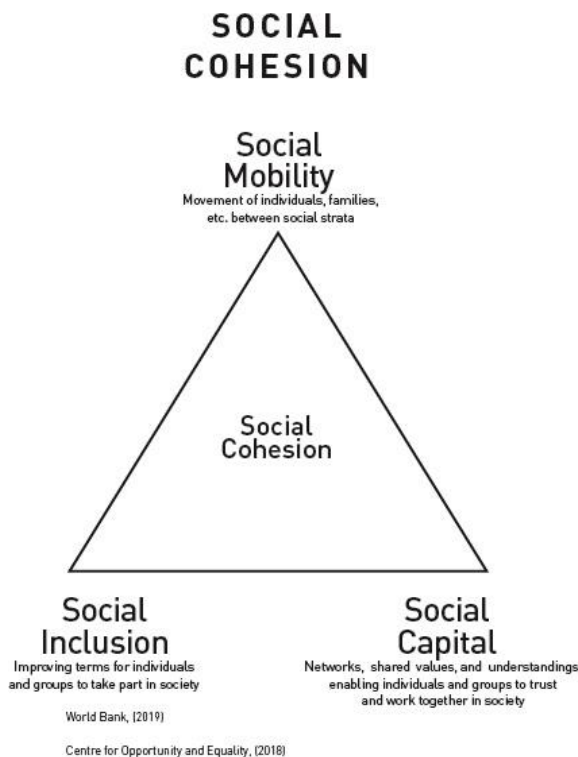 SOCIAL
COHESION
Social
Mobility
Movement of individuals, families,
etc. between social strata
Social
Cohesion
Social
Inclusion
Improving terms for individuals
and groups to take part in society
Social
Capital
Networks, shared values, and understandings
enabling individuals and groups to trust
and work together in society
World Bank, (2019)
Centre for Opportunity and Equality, (2018)